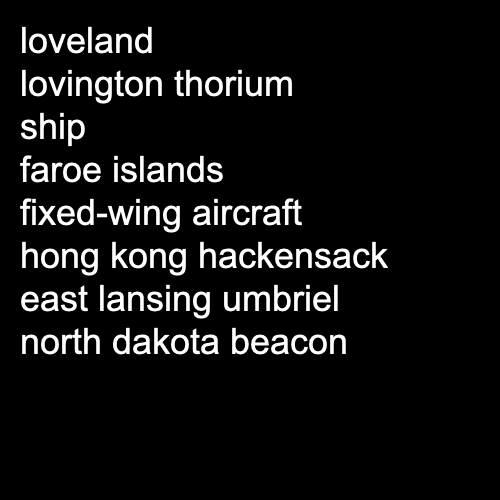 loveland
lovington thorium
ship
faroe islands
fixed-wing aircraft
hong kong hackensack
east lansing umbriel
north dakota beacon